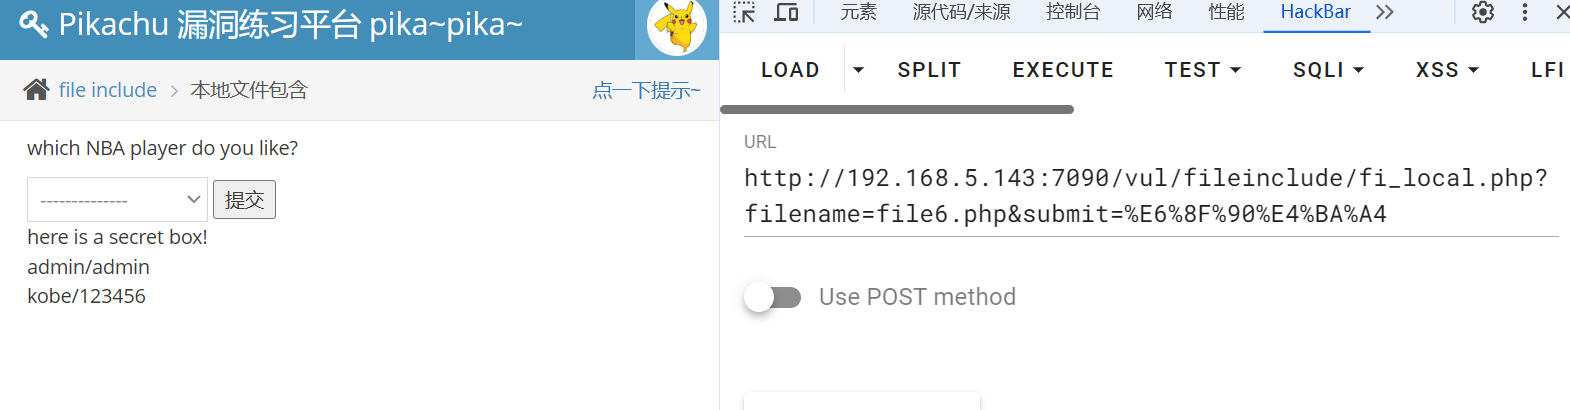 Pikachu 漏洞练习平台 pika~pika~
file include > 本地文件包含 点一下提示~
which NBA player do you like?
-------------- 提交
here is a secret box!
admin/admin
kobe/123456
元素 源代码/来源 控制台 网络 性能 HackBar
LOAD SPLIT EXECUTE TEST SQLI XSS LFI
URL
http://192.168.5.143:7090/vul/fileinclude/fi_local.php?
filename=file6.php&submit=%E6%8F%90%E4%BA%A4
Use POST method